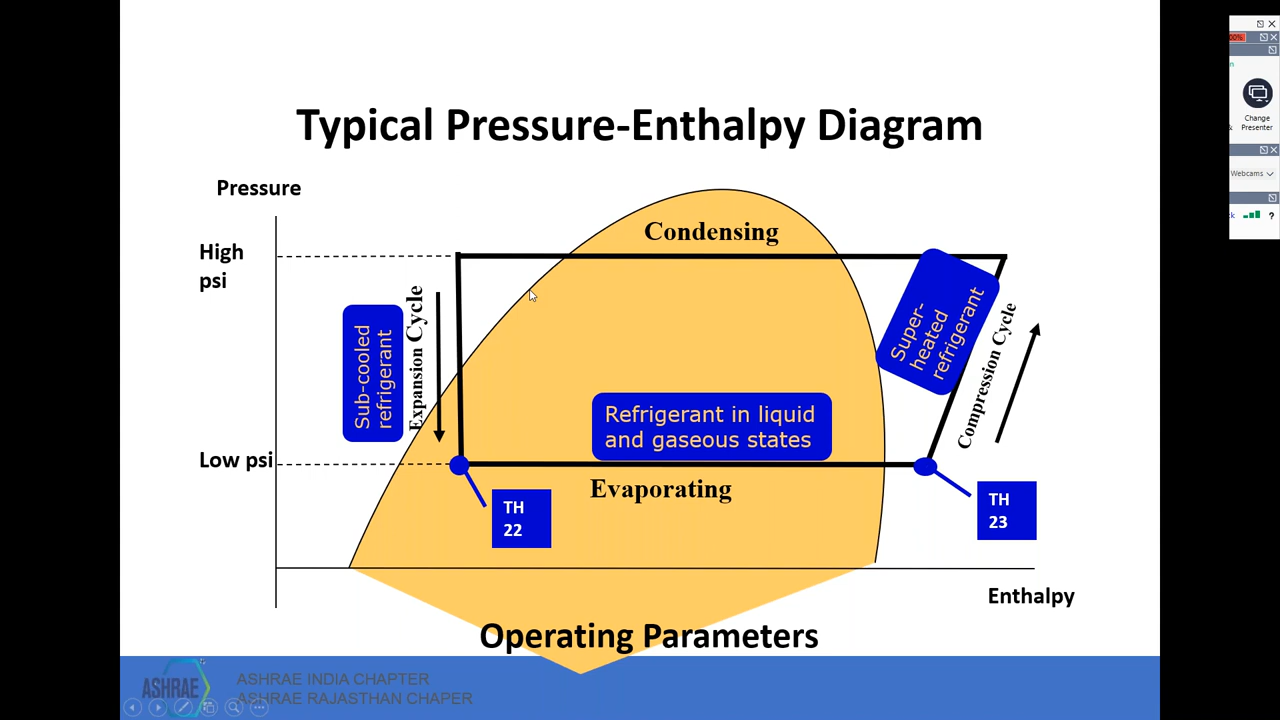 Typical Pressure-Enthalpy Diagram
Pressure
High
psi
Condensing
Sub-cooled
refrigerant
Expansion Cycle
Super-
heated
refrigerant
Compression Cycle
Refrigerant in liquid
and gaseous states
Low psi
Evaporating
TH
22
TH
23
Enthalpy
Operating Parameters
ASHRAE
ASHRAE INDIA CHAPTER
ASHRAE RAJASTHAN CHAPER
00%
Change
Presenter
Webcams
?